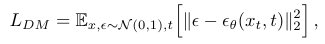 $L_{DM} = \mathbb{E}_{x,\epsilon\sim\mathcal{N}(0,1),t}\Big[\|\epsilon - \epsilon_\theta(x_t, t)\|_2^2\Big]\,,$